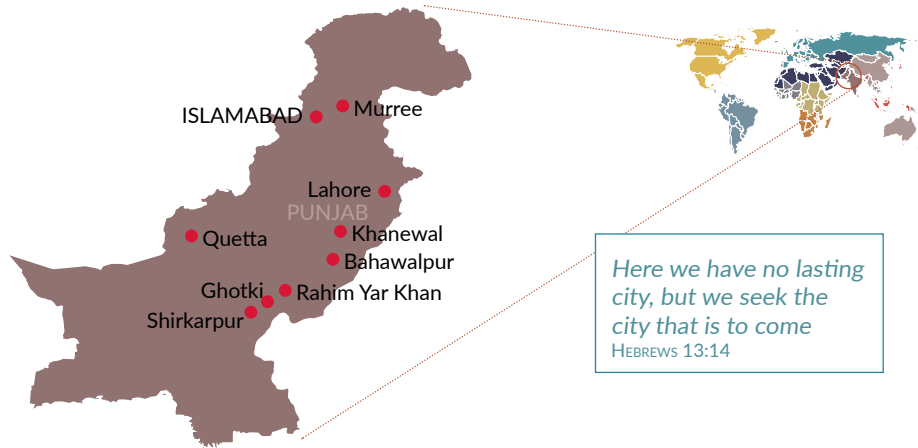 ISLAMABAD
Murree
Lahore
PUNJAB
Khanewal
Quetta
Bahawalpur
Ghotki
Rahim Yar Khan
Shirkarpur
Here we have no lasting
city, but we seek the
city that is to come
HEBREWS 13:14